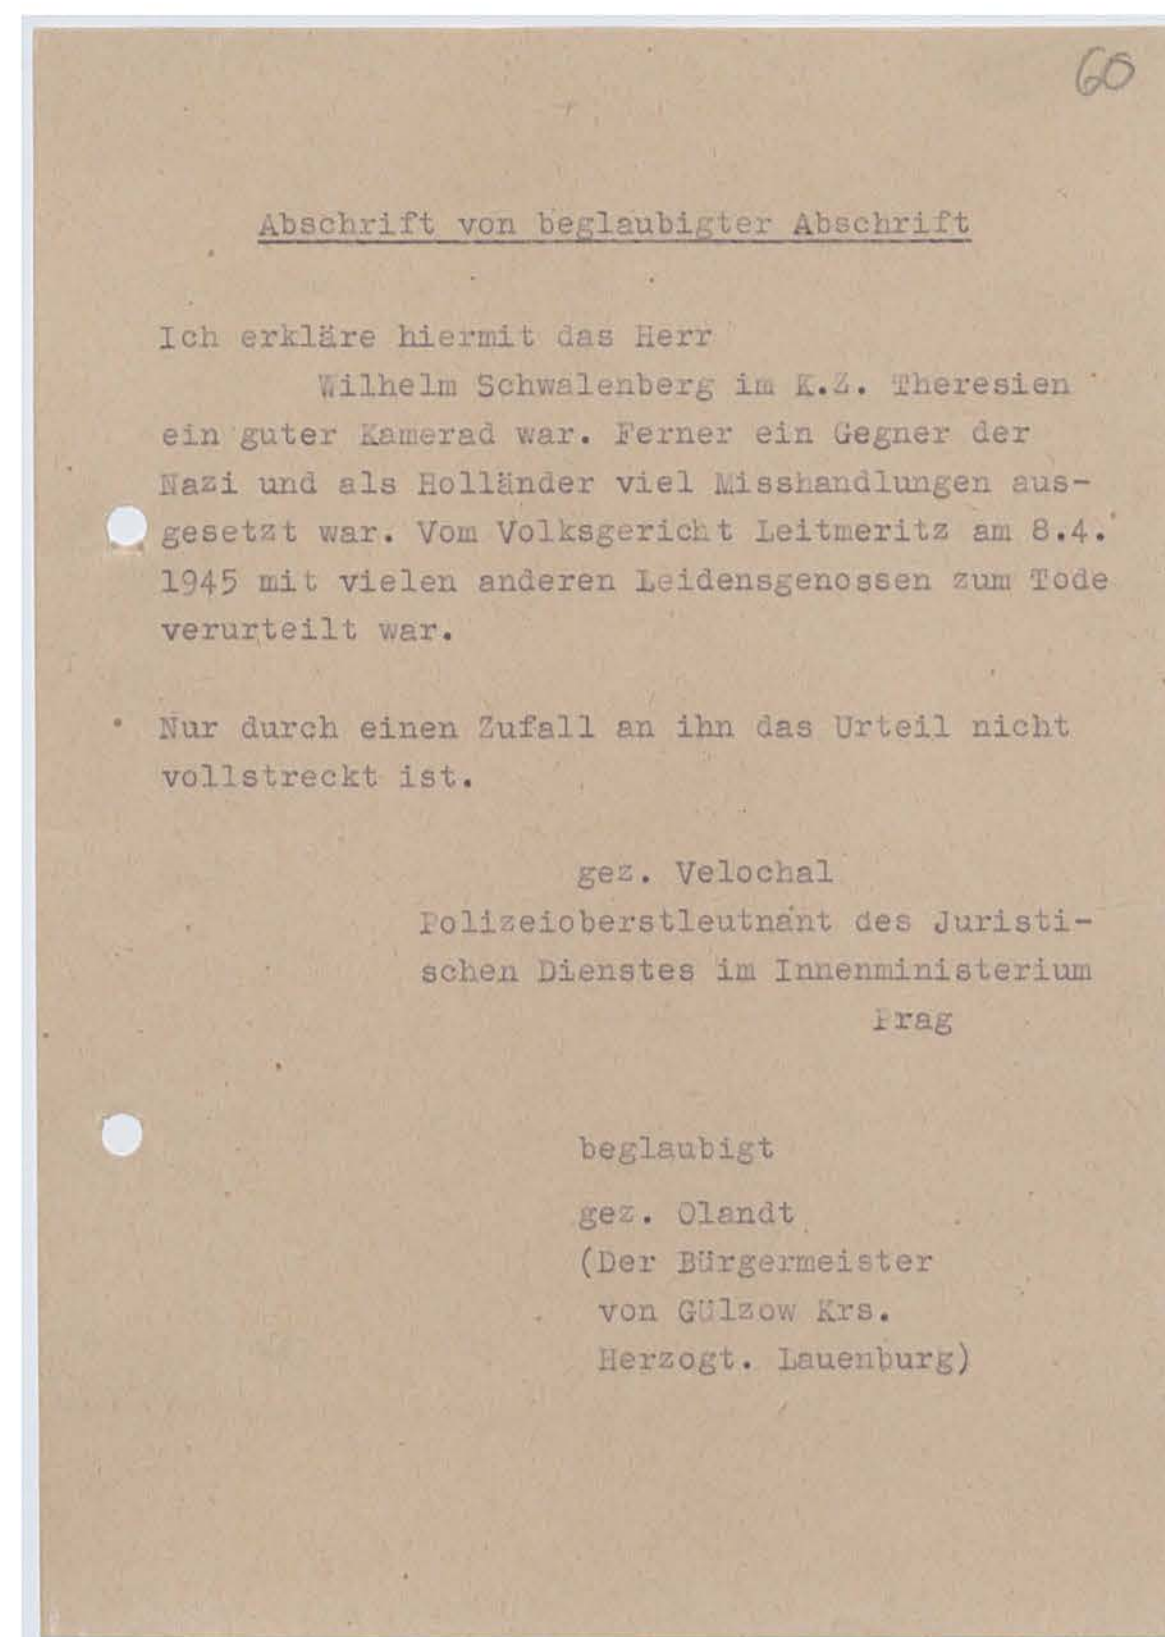 60
Abschrift von beglaubigter Abschrift
Ich erkläre hiermit das Herr
Wilhelm Schwalenberg im K.Z. Theresien
ein guter Kamerad war. Ferner ein Gegner der
Nazi und als Holländer viel Misshandlungen aus-
gesetzt war. Vom Volksgericht Leitmeritz am 8.4.
1945 mit vielen anderen Leidensgenossen zum Tode
verurteilt war.
Nur durch einen Zufall an ihn das Urteil nicht
vollstreckt ist.
gez. Velochal
Polizeioberstleutnant des Juristi-
schen Dienstes im Innenministerium
Prag
beglaubigt
gez. Olandt
(Der Bürgermeister
von Gülzow Krs.
Herzogt. Lauenburg)